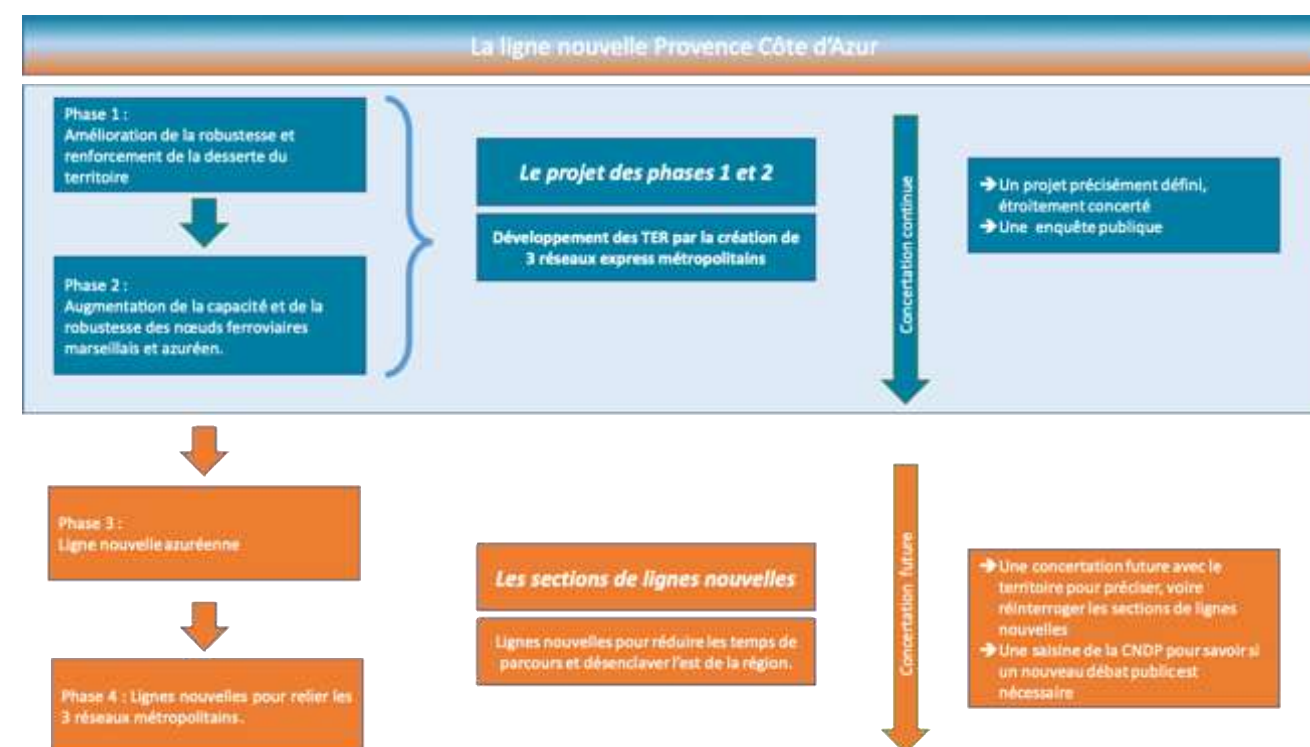 La ligne nouvelle Provence Côte d'Azur
Phase 1 :
Amélioration de la robustesse et
renforcement de la desserte du
territoire
Phase 2 :
Augmentation de la capacité et de la
robustesse des nœuds ferroviaires
marseillais et azuréen.
Le projet des phases 1 et 2
Développement des TER par la création de
3 réseaux express métropolitains
Concertation continue
➔ Un projet précisément défini,
étroitement concerté
➔ Une enquête publique
Phase 3 :
Ligne nouvelle azuréenne
Phase 4 : Lignes nouvelles pour relier les
3 réseaux métropolitains.
Les sections de lignes nouvelles
Lignes nouvelles pour réduire les temps de
parcours et désenclaver l'est de la région.
Concertation future
➔ Une concertation future avec le
territoire pour préciser, voire
réinterroger les sections de lignes
nouvelles
➔ Une saisine de la CNDP pour savoir si
un nouveau débat public est
nécessaire